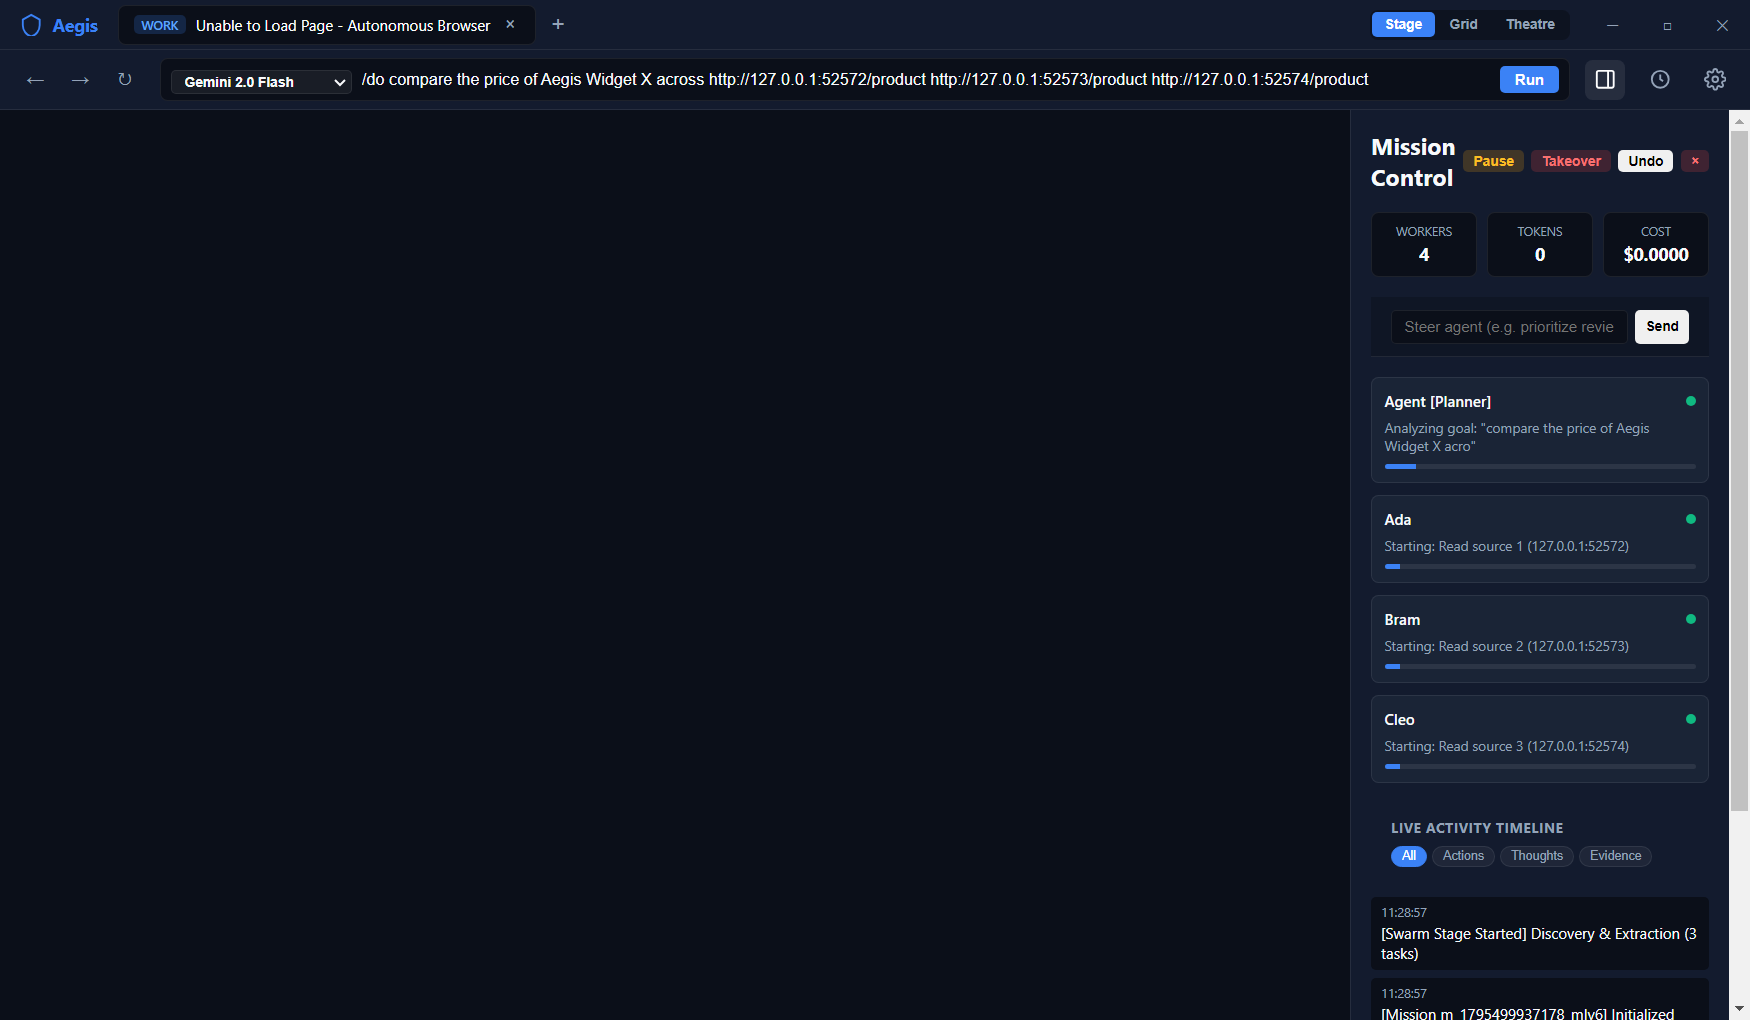 Aegis
WORK Unable to Load Page - Autonomous Browser × +
Stage Grid Theatre
Gemini 2.0 Flash /do compare the price of Aegis Widget X across http://127.0.0.1:52572/product http://127.0.0.1:52573/product http://127.0.0.1:52574/product Run
Mission
Control
Pause Takeover Undo ×
WORKERS TOKENS COST
4 0 $0.0000
Steer agent (e.g. prioritize revie Send
Agent [Planner]
Analyzing goal: "compare the price of Aegis
Widget X acro"
Ada
Starting: Read source 1 (127.0.0.1:52572)
Bram
Starting: Read source 2 (127.0.0.1:52573)
Cleo
Starting: Read source 3 (127.0.0.1:52574)
LIVE ACTIVITY TIMELINE
All Actions Thoughts Evidence
11:28:57
[Swarm Stage Started] Discovery & Extraction (3
tasks)
11:28:57
[Mission m_1795499937178_mlv6] Initialized